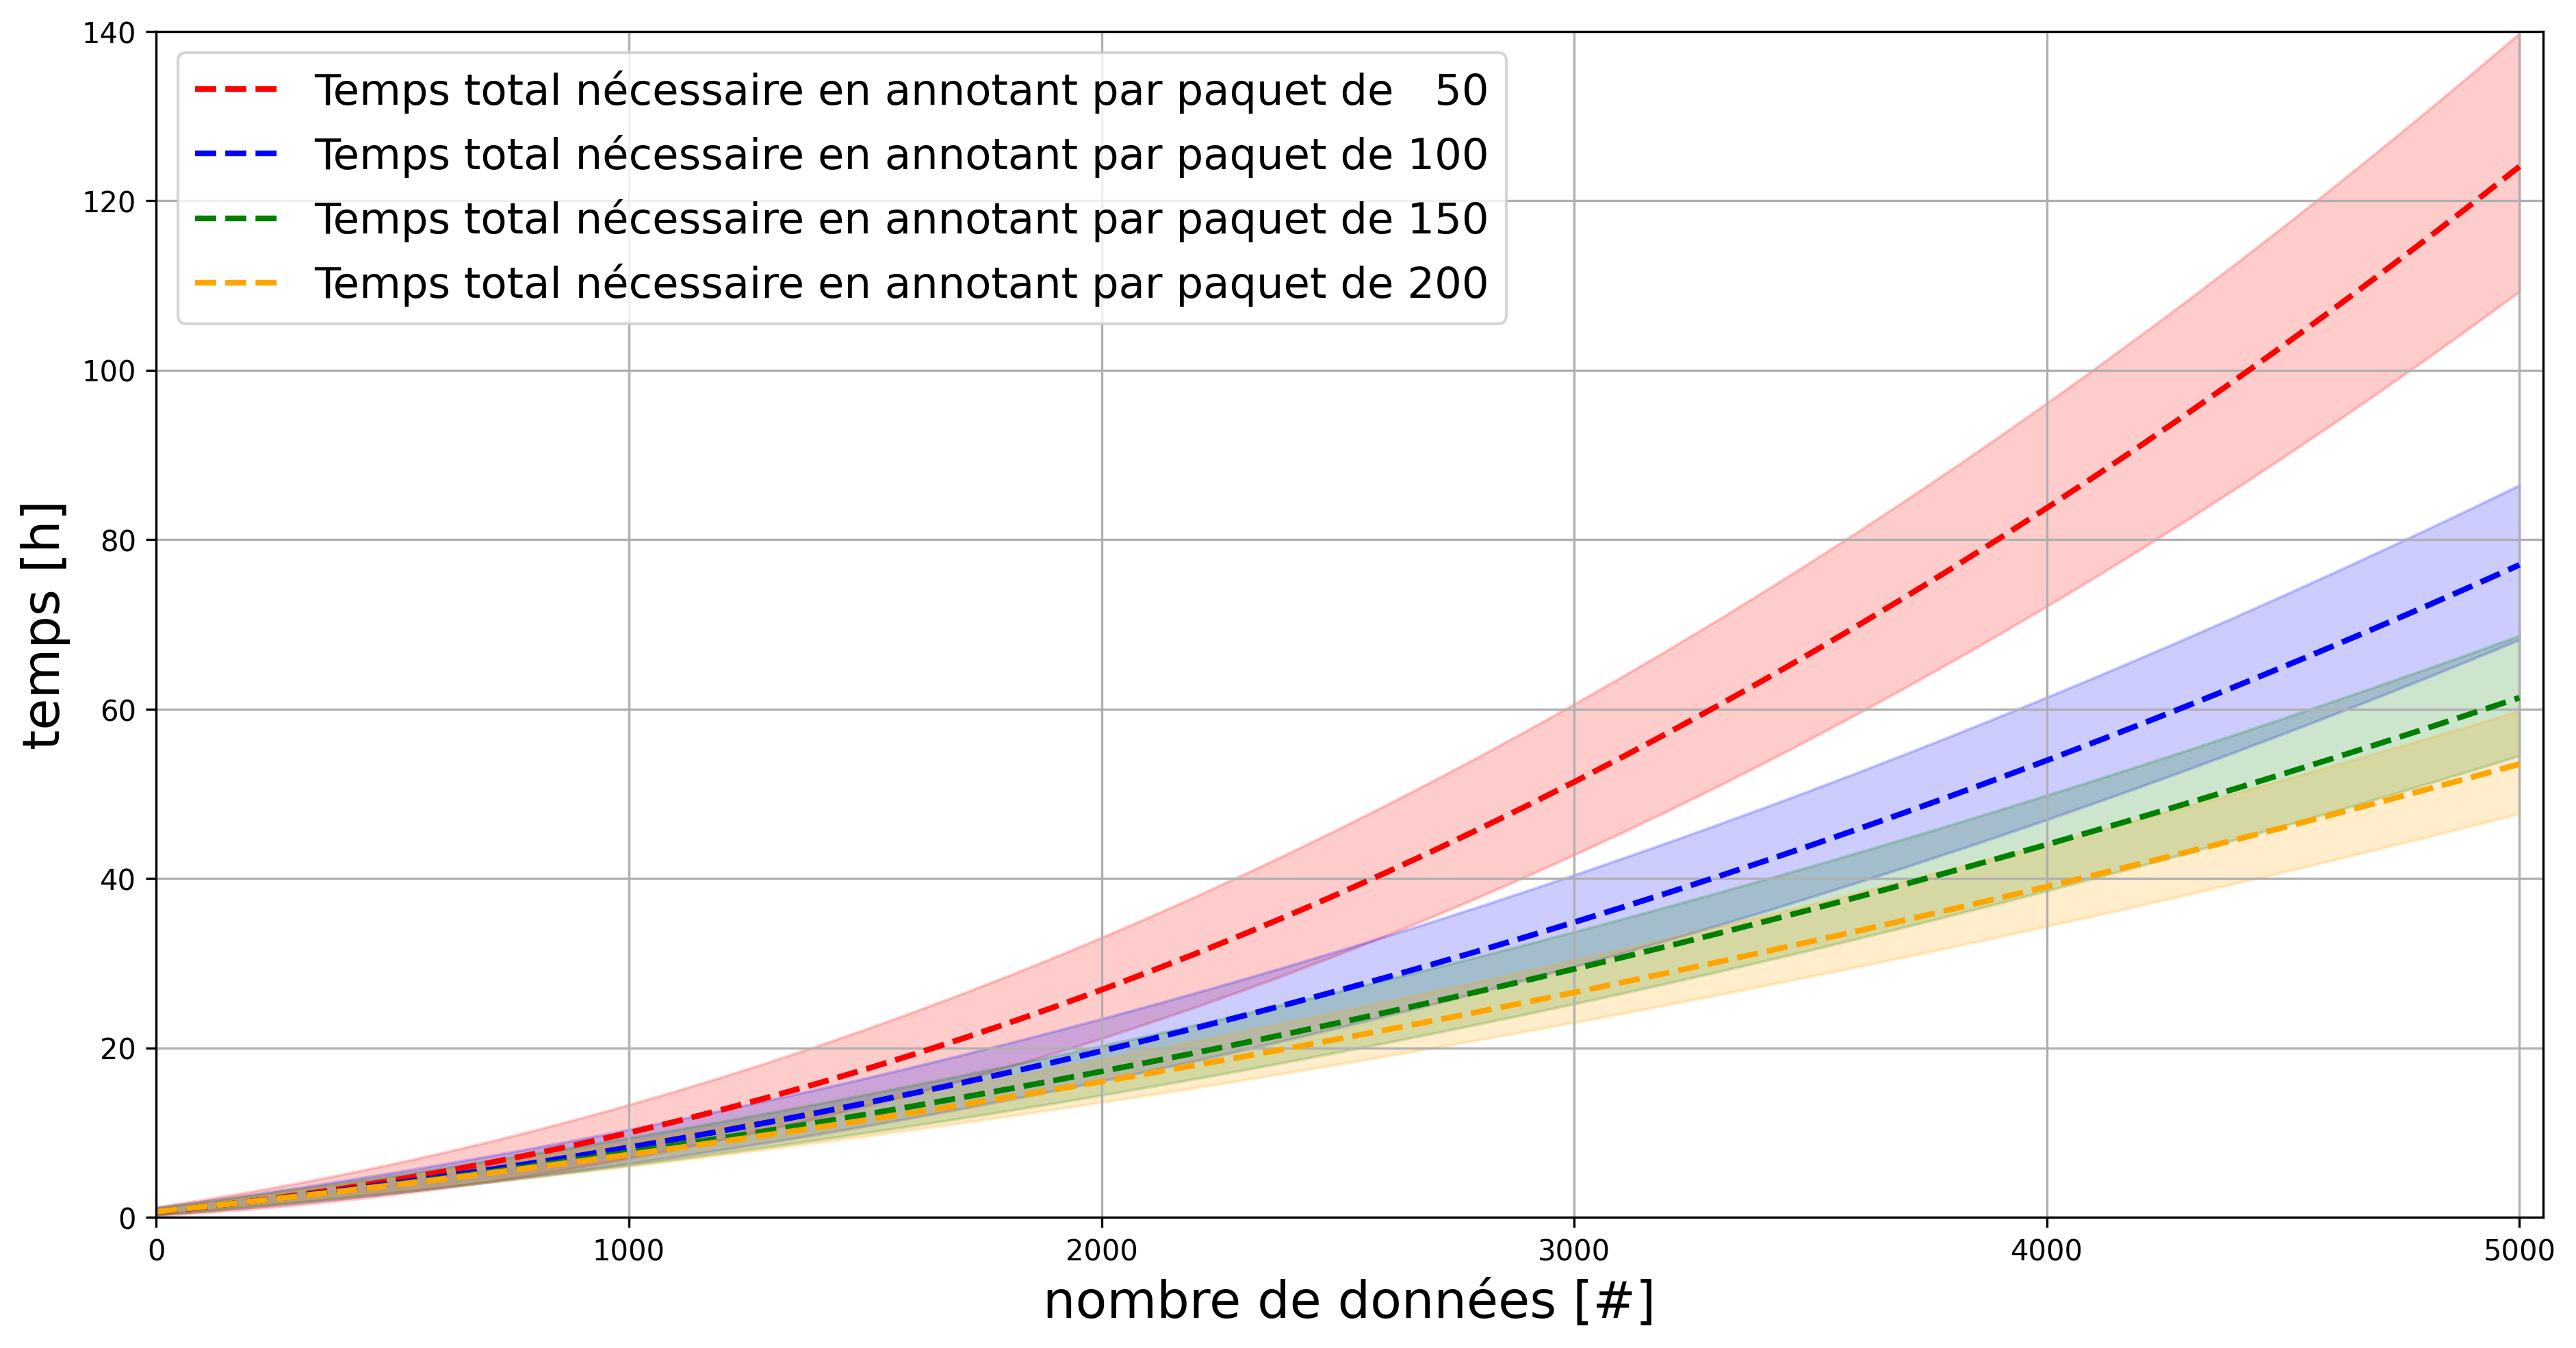 140
120
100
80
60
40
20
0
temps [h]
Temps total nécessaire en annotant par paquet de 50
Temps total nécessaire en annotant par paquet de 100
Temps total nécessaire en annotant par paquet de 150
Temps total nécessaire en annotant par paquet de 200
0 1000 2000 3000 4000 5000
nombre de données [#]